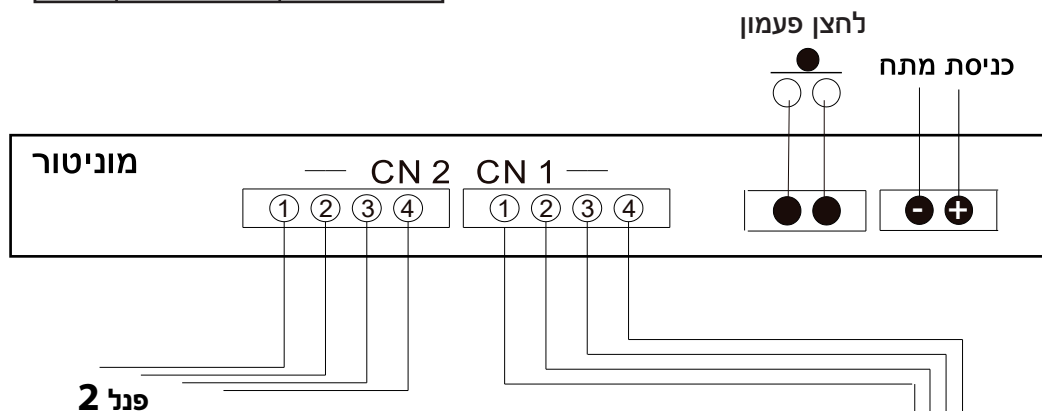 לחצן פעמון
כניסת מתח
מוניטור
CN 2 CN 1
1 2 3 4 1 2 3 4
- +
פנל 2